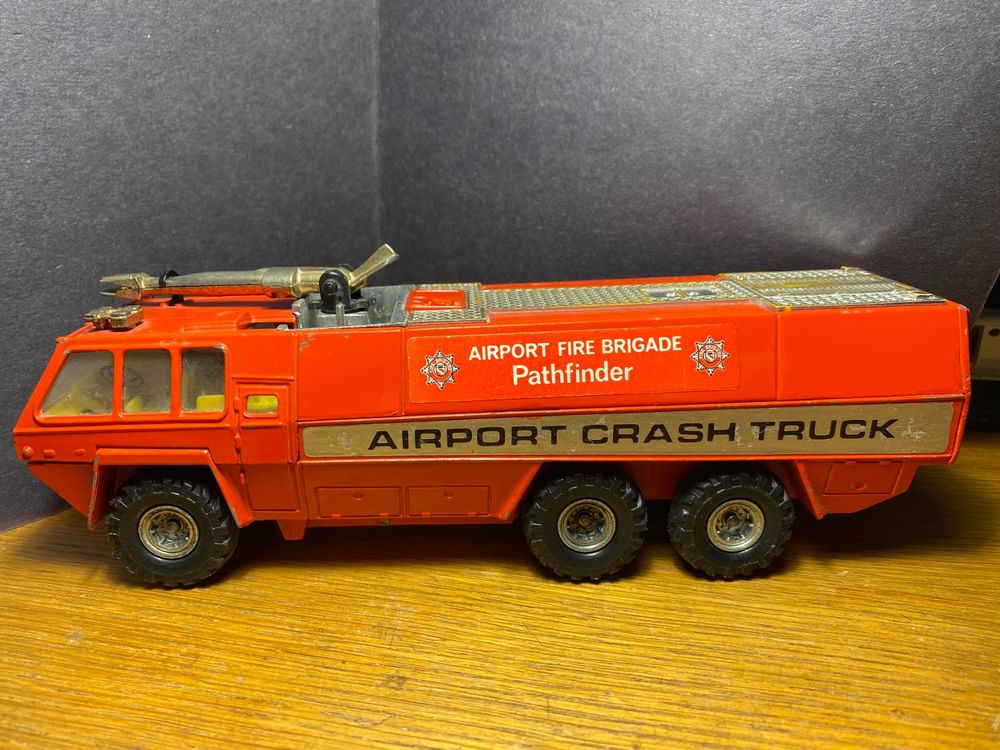 AIRPORT FIRE BRIGADE
Pathfinder
AIRPORT CRASH TRUCK